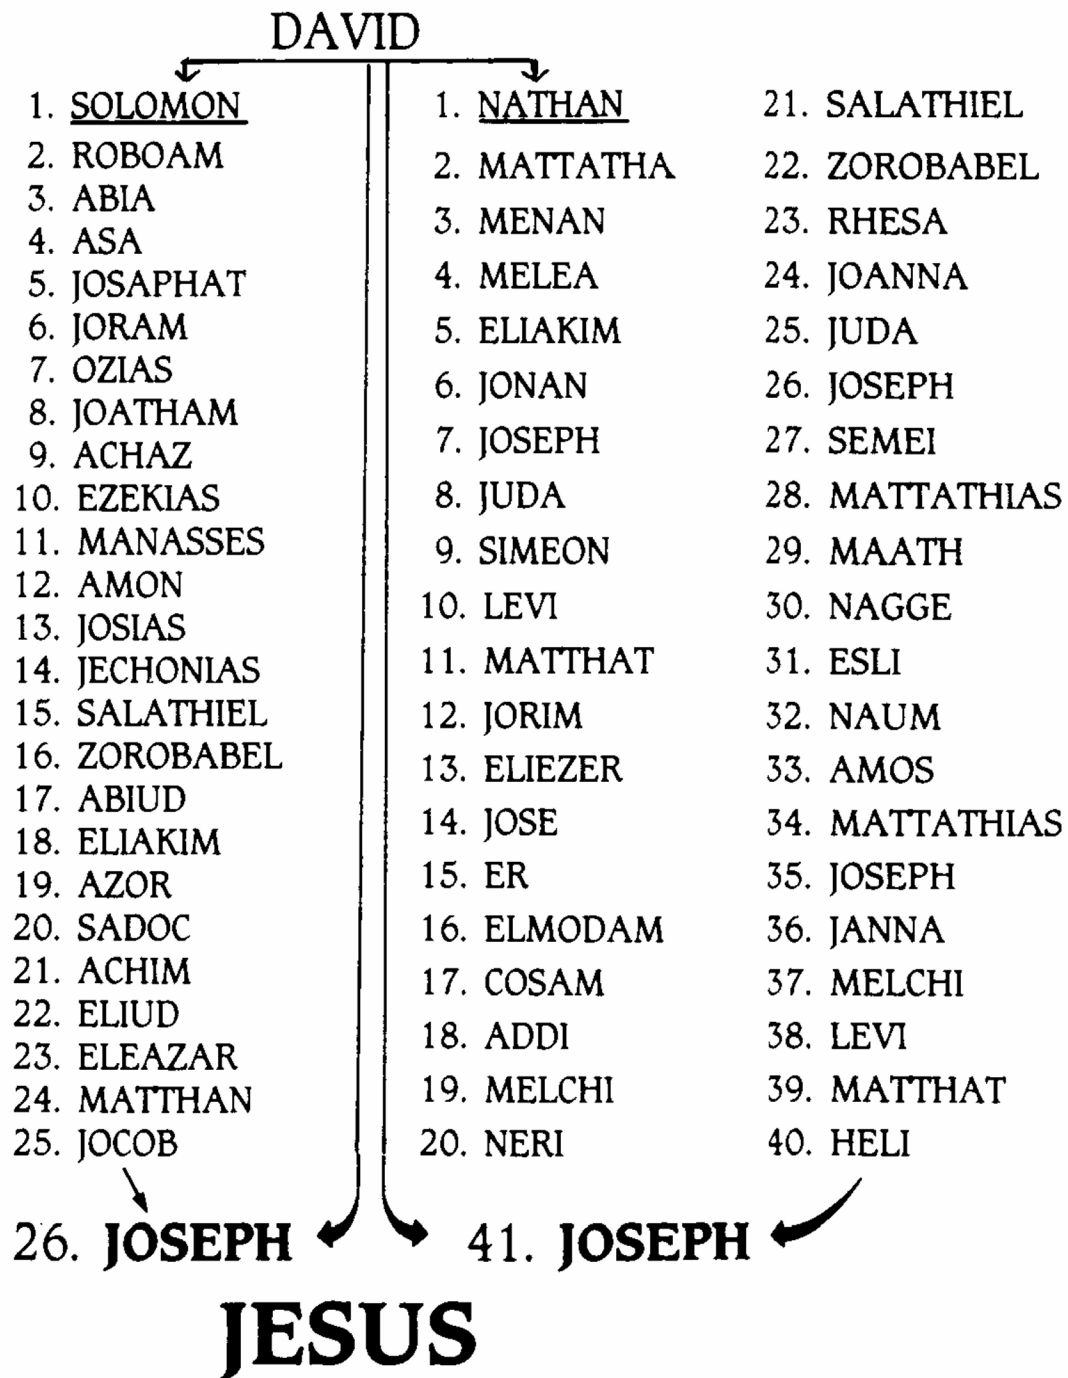 DAVID
1. SOLOMON
2. ROBOAM
3. ABIA
4. ASA
5. JOSAPHAT
6. JORAM
7. OZIAS
8. JOATHAM
9. ACHAZ
10. EZEKIAS
11. MANASSES
12. AMON
13. JOSIAS
14. JECHONIAS
15. SALATHIEL
16. ZOROBABEL
17. ABIUD
18. ELIAKIM
19. AZOR
20. SADOC
21. ACHIM
22. ELIUD
23. ELEAZAR
24. MATTHAN
25. JOCOB
26. JOSEPH
1. NATHAN
2. MATTATHA
3. MENAN
4. MELEA
5. ELIAKIM
6. JONAN
7. JOSEPH
8. JUDA
9. SIMEON
10. LEVI
11. MATTHAT
12. JORIM
13. ELIEZER
14. JOSE
15. ER
16. ELMODAM
17. COSAM
18. ADDI
19. MELCHI
20. NERI
21. SALATHIEL
22. ZOROBABEL
23. RHESA
24. JOANNA
25. JUDA
26. JOSEPH
27. SEMEI
28. MATTATHIAS
29. MAATH
30. NAGGE
31. ESLI
32. NAUM
33. AMOS
34. MATTATHIAS
35. JOSEPH
36. JANNA
37. MELCHI
38. LEVI
39. MATTHAT
40. HELI
41. JOSEPH
JESUS